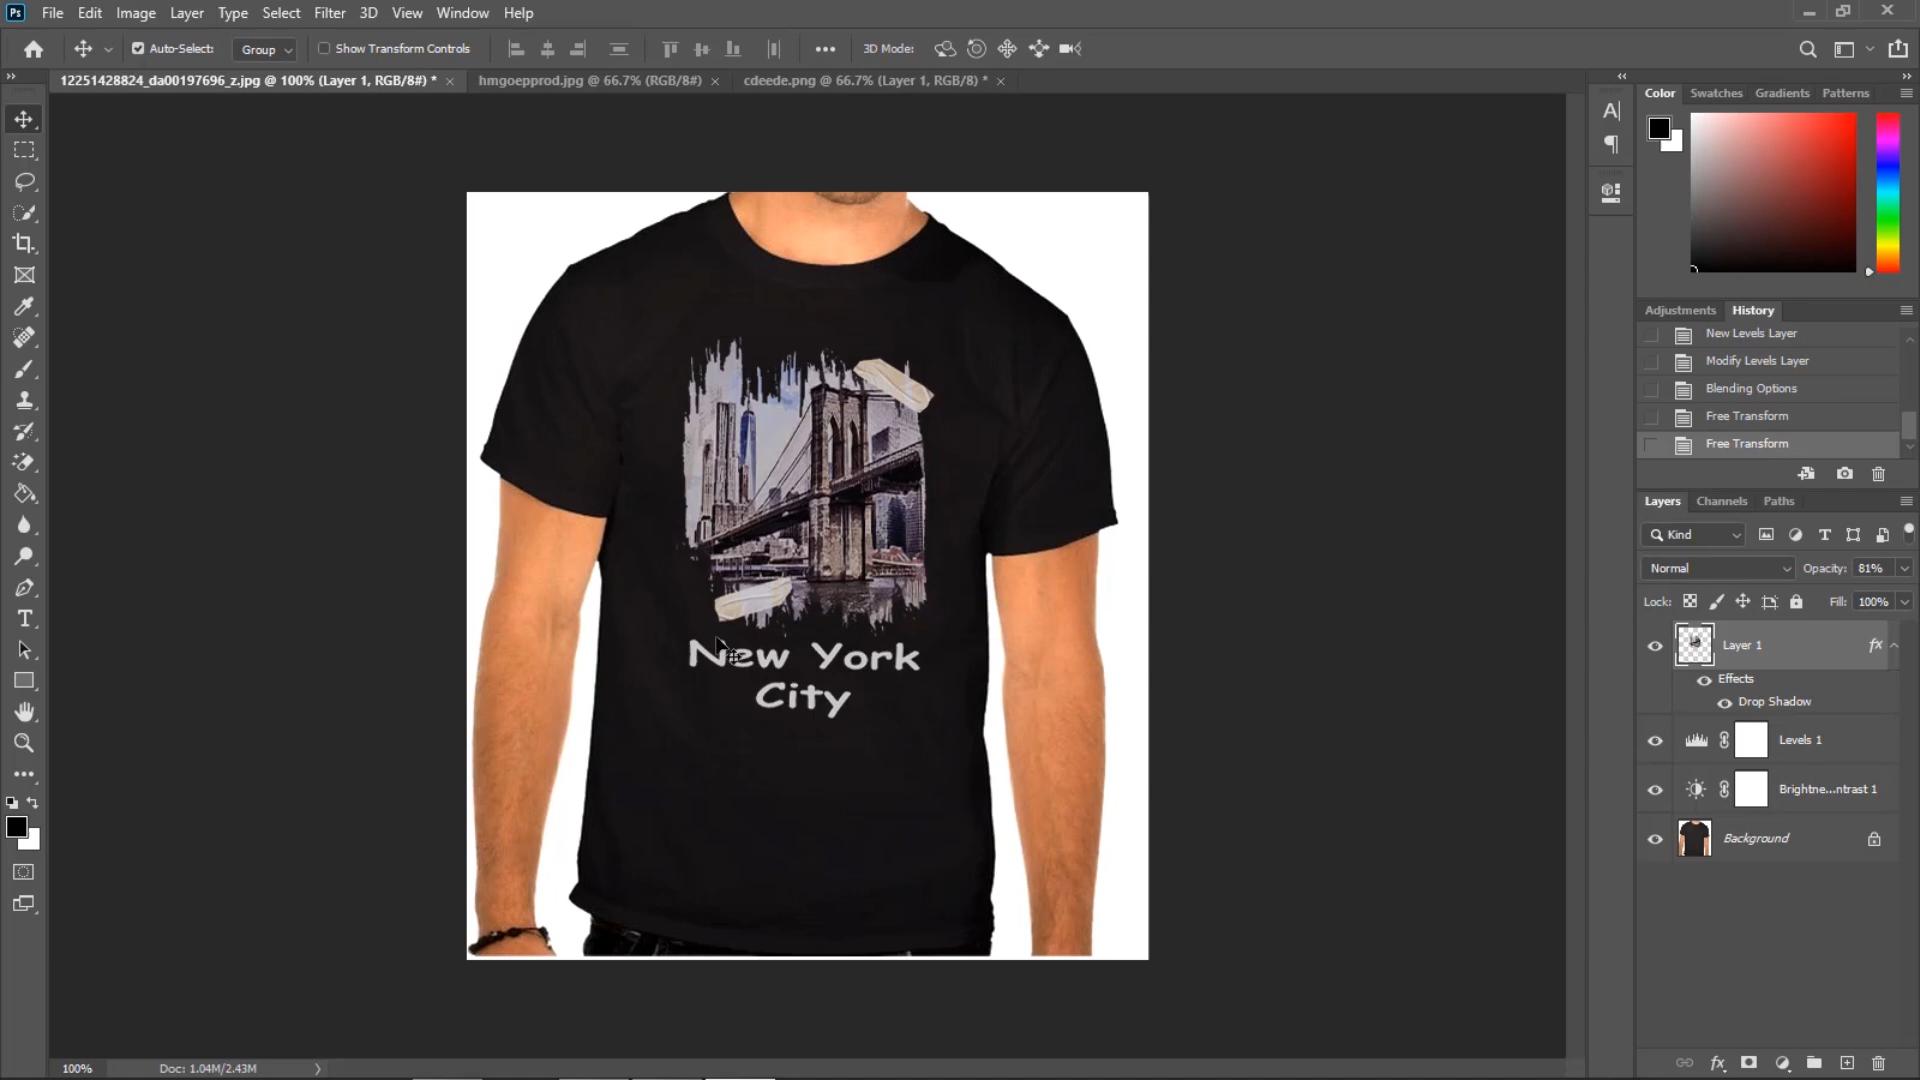 Ps File Edit Image Layer Type Select Filter 3D View Window Help
Auto-Select: Group Show Transform Controls 3D Mode:
12251428824_da00197696_z.jpg @ 100% (Layer 1, RGB/8#) * hmgoepprod.jpg @ 66.7% (RGB/8#) cdeede.png @ 66.7% (Layer 1, RGB/8) *
Color Swatches Gradients Patterns
Adjustments History
New Levels Layer
Modify Levels Layer
Blending Options
Free Transform
Free Transform
Layers Channels Paths
Kind
Normal Opacity: 81%
Lock: Fill: 100%
Layer 1 fx
Effects
Drop Shadow
Levels 1
Brightne...ntrast 1
Background
New York
City
100% Doc: 1.04M/2.43M
fx